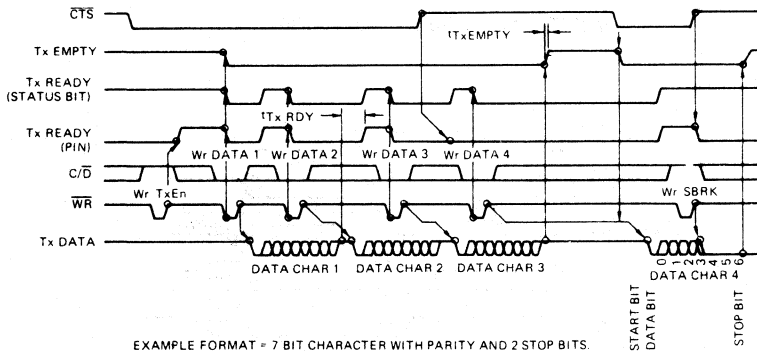 CTS
tTxEMPTY
Tx EMPTY
Tx READY
(STATUS BIT)
tTx RDY
Tx READY
(PIN)
Wr DATA 1 Wr DATA 2 Wr DATA 3 Wr DATA 4
C/D
Wr TxEn
Wr SBRK
WR
Tx DATA
DATA CHAR 1 DATA CHAR 2 DATA CHAR 3 DATA CHAR 4
0 1 2 3 4 5 6
START BIT
DATA BIT
STOP BIT
EXAMPLE FORMAT = 7 BIT CHARACTER WITH PARITY AND 2 STOP BITS.